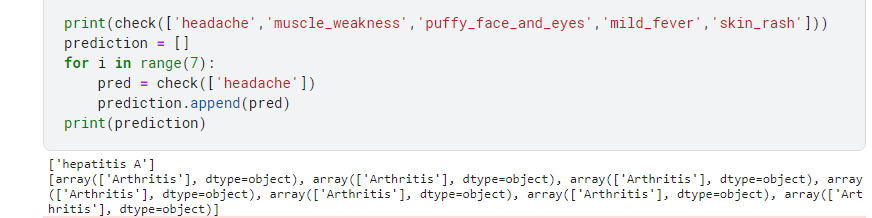 print(check(['headache','muscle_weakness','puffy_face_and_eyes','mild_fever','skin_rash']))
prediction = []
for i in range(7):
    pred = check(['headache'])
    prediction.append(pred)
print(prediction)
['hepatitis A']
[array(['Arthritis'], dtype=object), array(['Arthritis'], dtype=object), array(['Arthritis'], dtype=object), array
(['Arthritis'], dtype=object), array(['Arthritis'], dtype=object), array(['Arthritis'], dtype=object), array(['Art
hritis'], dtype=object)]